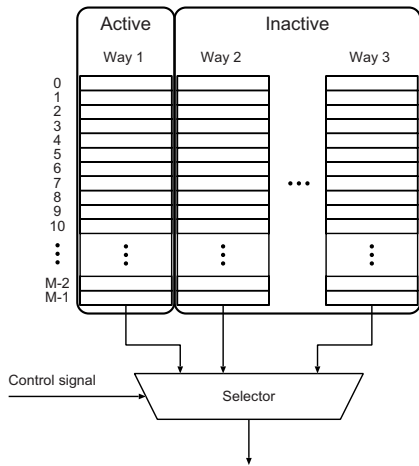 Active Inactive
Way 1 Way 2 Way 3
0
1
2
3
4
5
6
7
8
9
10
M-2
M-1
Control signal
Selector